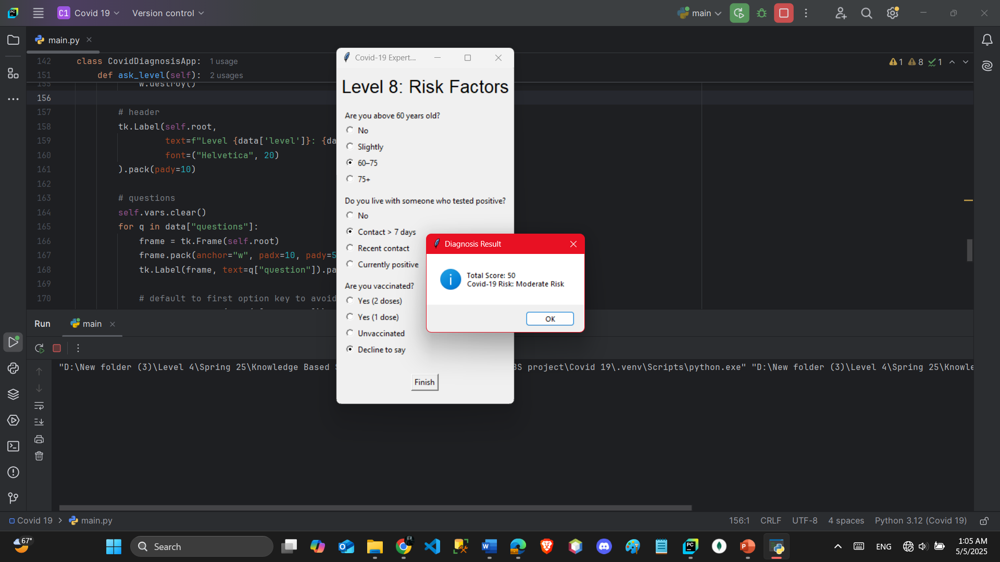 C1 Covid 19 Version control main
main.py
142 class CovidDiagnosisApp: 1 usage
151 def ask_level(self): 2 usages
1 8 1
155 w.destroy()
156
157 # header
158 tk.Label(self.root,
159 text=f"Level {data['level']}: {da
160 font=("Helvetica", 20)
161 ).pack(pady=10)
162
163 # questions
164 self.vars.clear()
165 for q in data["questions"]:
166 frame = tk.Frame(self.root)
167 frame.pack(anchor="w", padx=10, pady=5
168 tk.Label(frame, text=q["question"]).pa
169
170 # default to first option key to avoid
Covid-19 Expert...
Level 8: Risk Factors
Are you above 60 years old?
No
Slightly
60–75
75+
Do you live with someone who tested positive?
No
Contact > 7 days
Recent contact
Currently positive
Are you vaccinated?
Yes (2 doses)
Yes (1 dose)
Unvaccinated
Decline to say
Finish
Diagnosis Result
Total Score: 50
Covid-19 Risk: Moderate Risk
OK
Run main
"D:\New folder (3)\Level 4\Spring 25\Knowledge Based S project\Covid 19\.venv\Scripts\python.exe" "D:\New folder (3)\Level 4\Spring 25\Knowle
Covid 19 > main.py
156:1 CRLF UTF-8 4 spaces Python 3.12 (Covid 19)
67°
Search
ENG
1:05 AM
5/5/2025